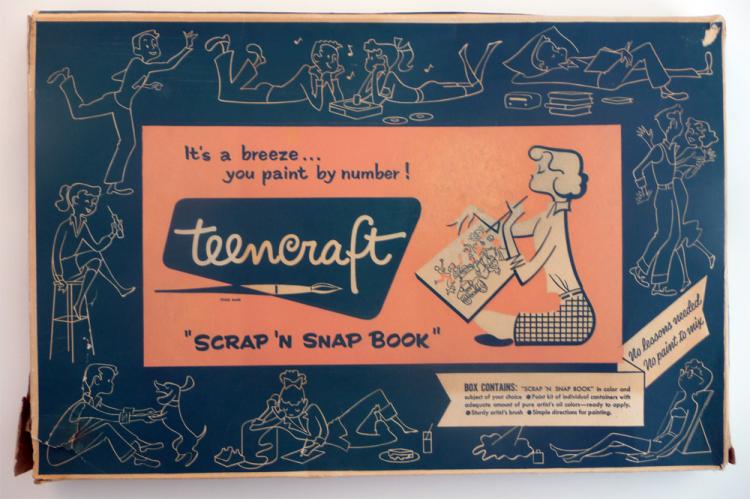 It's a breeze...
you paint by number!
teencraft
TRADE MARK
"SCRAP 'N SNAP BOOK"
No lessons needed
No paint to mix
BOX CONTAINS: "SCRAP 'N SNAP BOOK" in color and
subject of your choice ● Paint kit of individual containers with
adequate amount of pure artist's oil colors—ready to apply.
● Sturdy artist's brush ● Simple directions for painting.